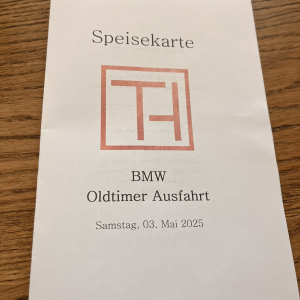 Speisekarte
TH
BMW
Oldtimer Ausfahrt
Samstag, 03. Mai 2025